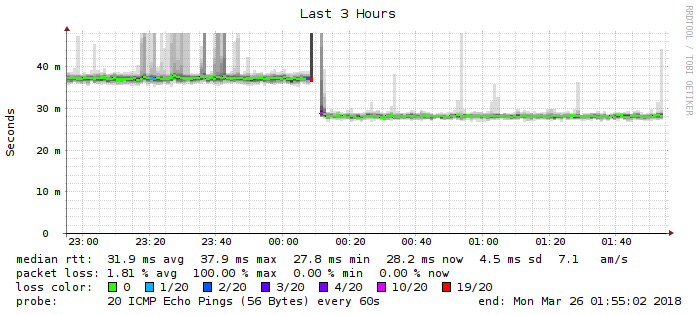 Last 3 Hours
RRDTOOL / TOBI OETIKER
Seconds
40 m
30 m
20 m
10 m
0
23:00 23:20 23:40 00:00 00:20 00:40 01:00 01:20 01:40
median rtt: 31.9 ms avg 37.9 ms max 27.8 ms min 28.2 ms now 4.5 ms sd 7.1 am/s
packet loss: 1.81 % avg 100.00 % max 0.00 % min 0.00 % now
loss color: 0 1/20 2/20 3/20 4/20 10/20 19/20
probe: 20 ICMP Echo Pings (56 Bytes) every 60s end: Mon Mar 26 01:55:02 2018